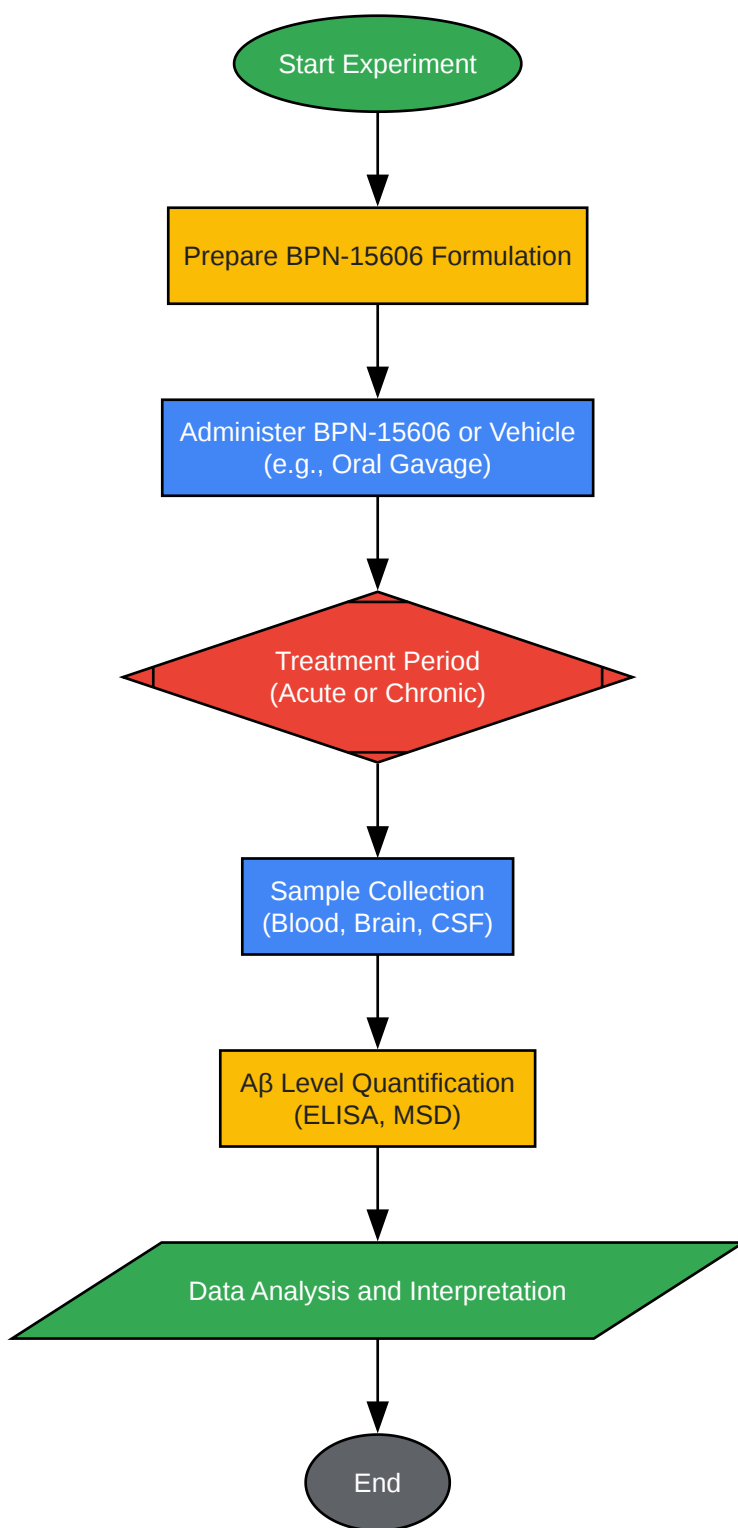 Start Experiment
Prepare BPN-15606 Formulation
Administer BPN-15606 or Vehicle
(e.g., Oral Gavage)
Treatment Period
(Acute or Chronic)
Sample Collection
(Blood, Brain, CSF)
Aβ Level Quantification
(ELISA, MSD)
Data Analysis and Interpretation
End